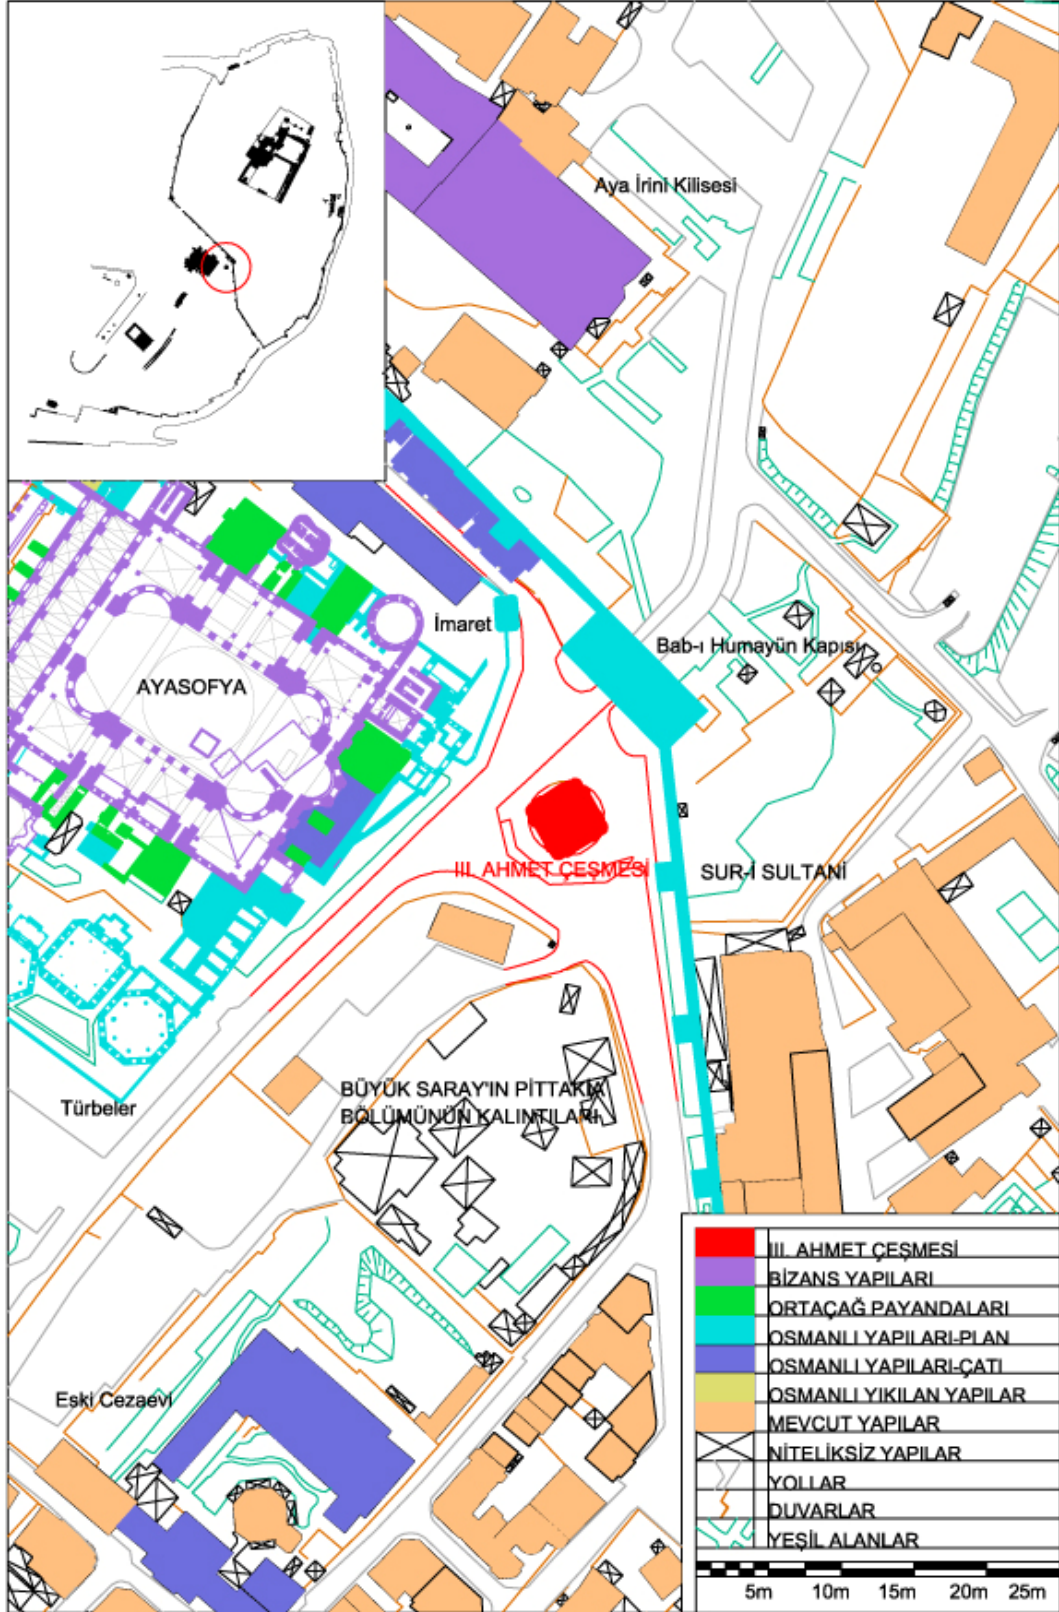 Aya İrini Kilisesi
İmaret
Bab-ı Humayün Kapısı
AYASOFYA
III. AHMET ÇEŞMESİ
SUR-İ SULTANİ
BÜYÜK SARAY'IN PİTTAKIA
BÖLÜMÜNÜN KALINTILARI
Türbeler
Eski Cezaevi
III. AHMET ÇEŞMESİ
BİZANS YAPILARI
ORTAÇAĞ PAYANDALARI
OSMANLI YAPILARI-PLAN
OSMANLI YAPILARI-ÇATI
OSMANLI YIKILAN YAPILAR
MEVCUT YAPILAR
NİTELİKSİZ YAPILAR
YOLLAR
DUVARLAR
YEŞİL ALANLAR
5m 10m 15m 20m 25m